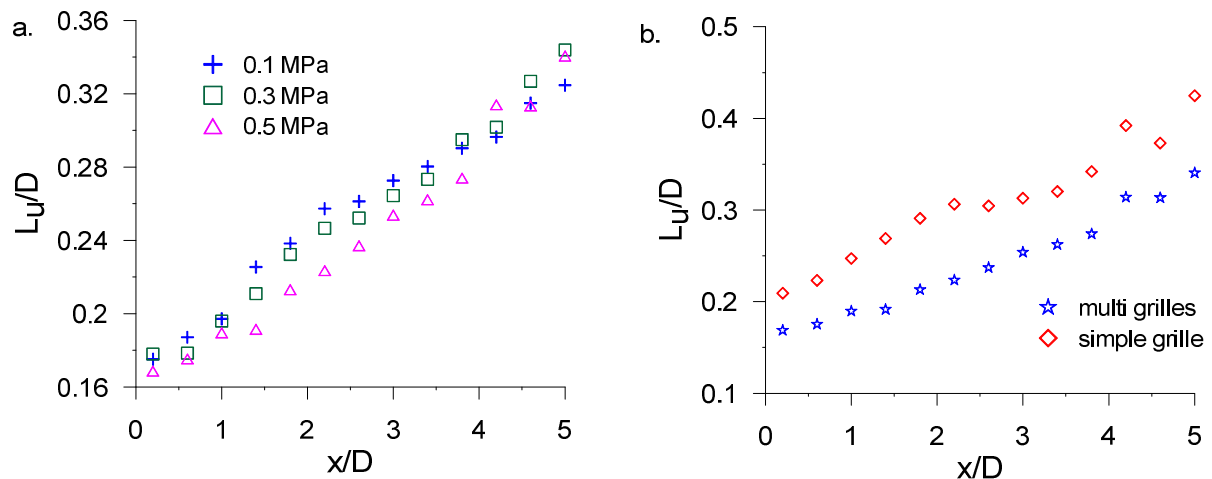 a.
0.36
0.32
0.28
0.24
0.2
0.16
Lu/D
0.1 MPa
0.3 MPa
0.5 MPa
0 1 2 3 4 5
x/D
b.
0.5
0.4
0.3
0.2
0.1
Lu/D
multi grilles
simple grille
0 1 2 3 4 5
x/D